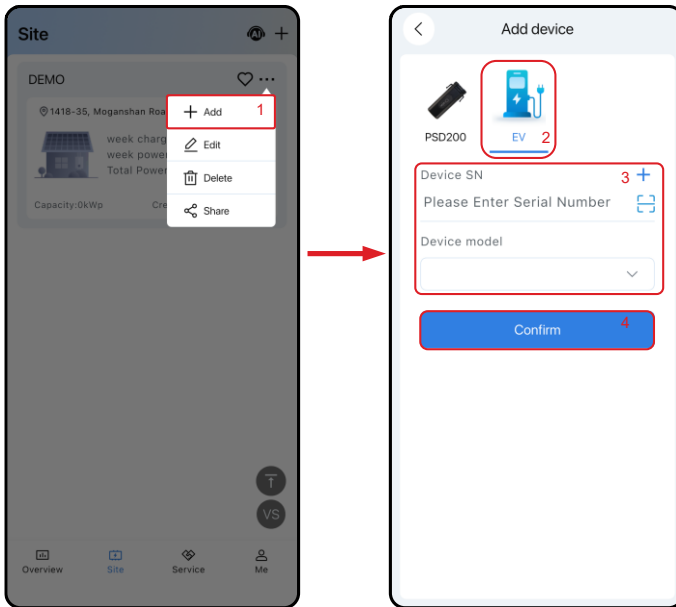 Site
AI
DEMO
1418-35, Moganshan Roa
week charg
week power
Total Power
Capacity:0kWp
Cre
Add
1
Edit
Delete
Share
VS
Overview
Site
Service
Me
Add device
PSD200
EV
2
Device SN
3
Please Enter Serial Number
Device model
Confirm
4